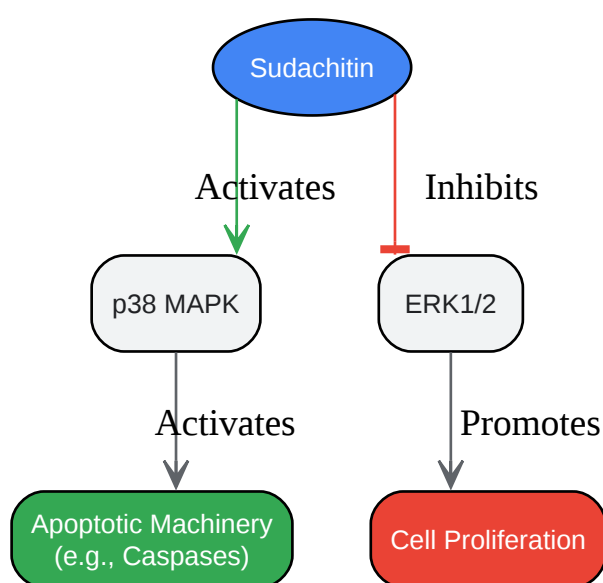 Sudachitin
Activates
Inhibits
p38 MAPK
ERK1/2
Activates
Promotes
Apoptotic Machinery
(e.g., Caspases)
Cell Proliferation